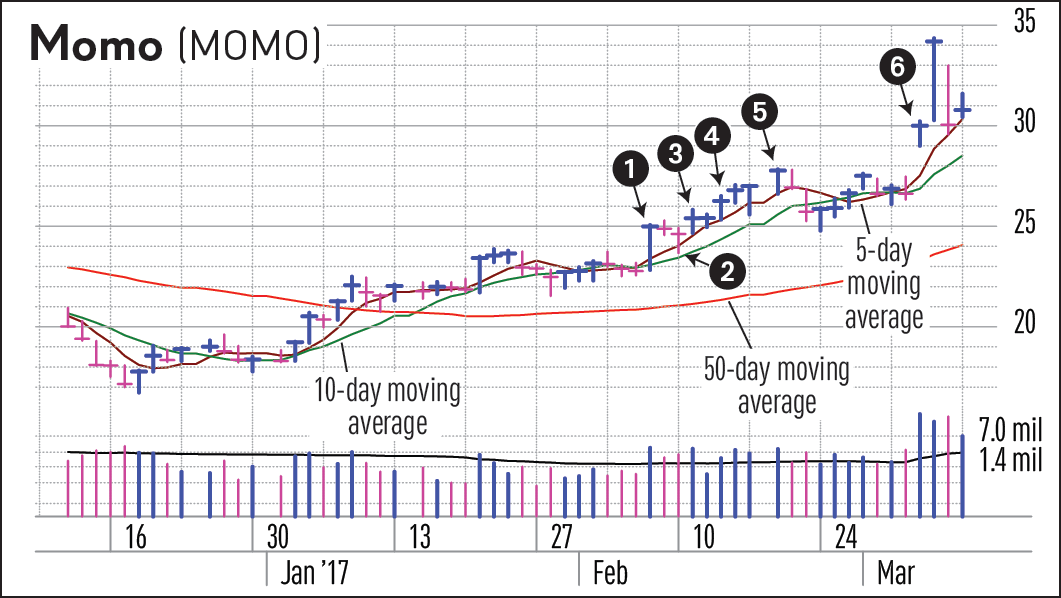 Momo (MOMO)
35
6
30
5
4
3
1
25
2
5-day
moving
average
20
50-day moving
average
10-day moving
average
7.0 mil
1.4 mil
16
30
13
27
10
24
Jan ’17
Feb
Mar